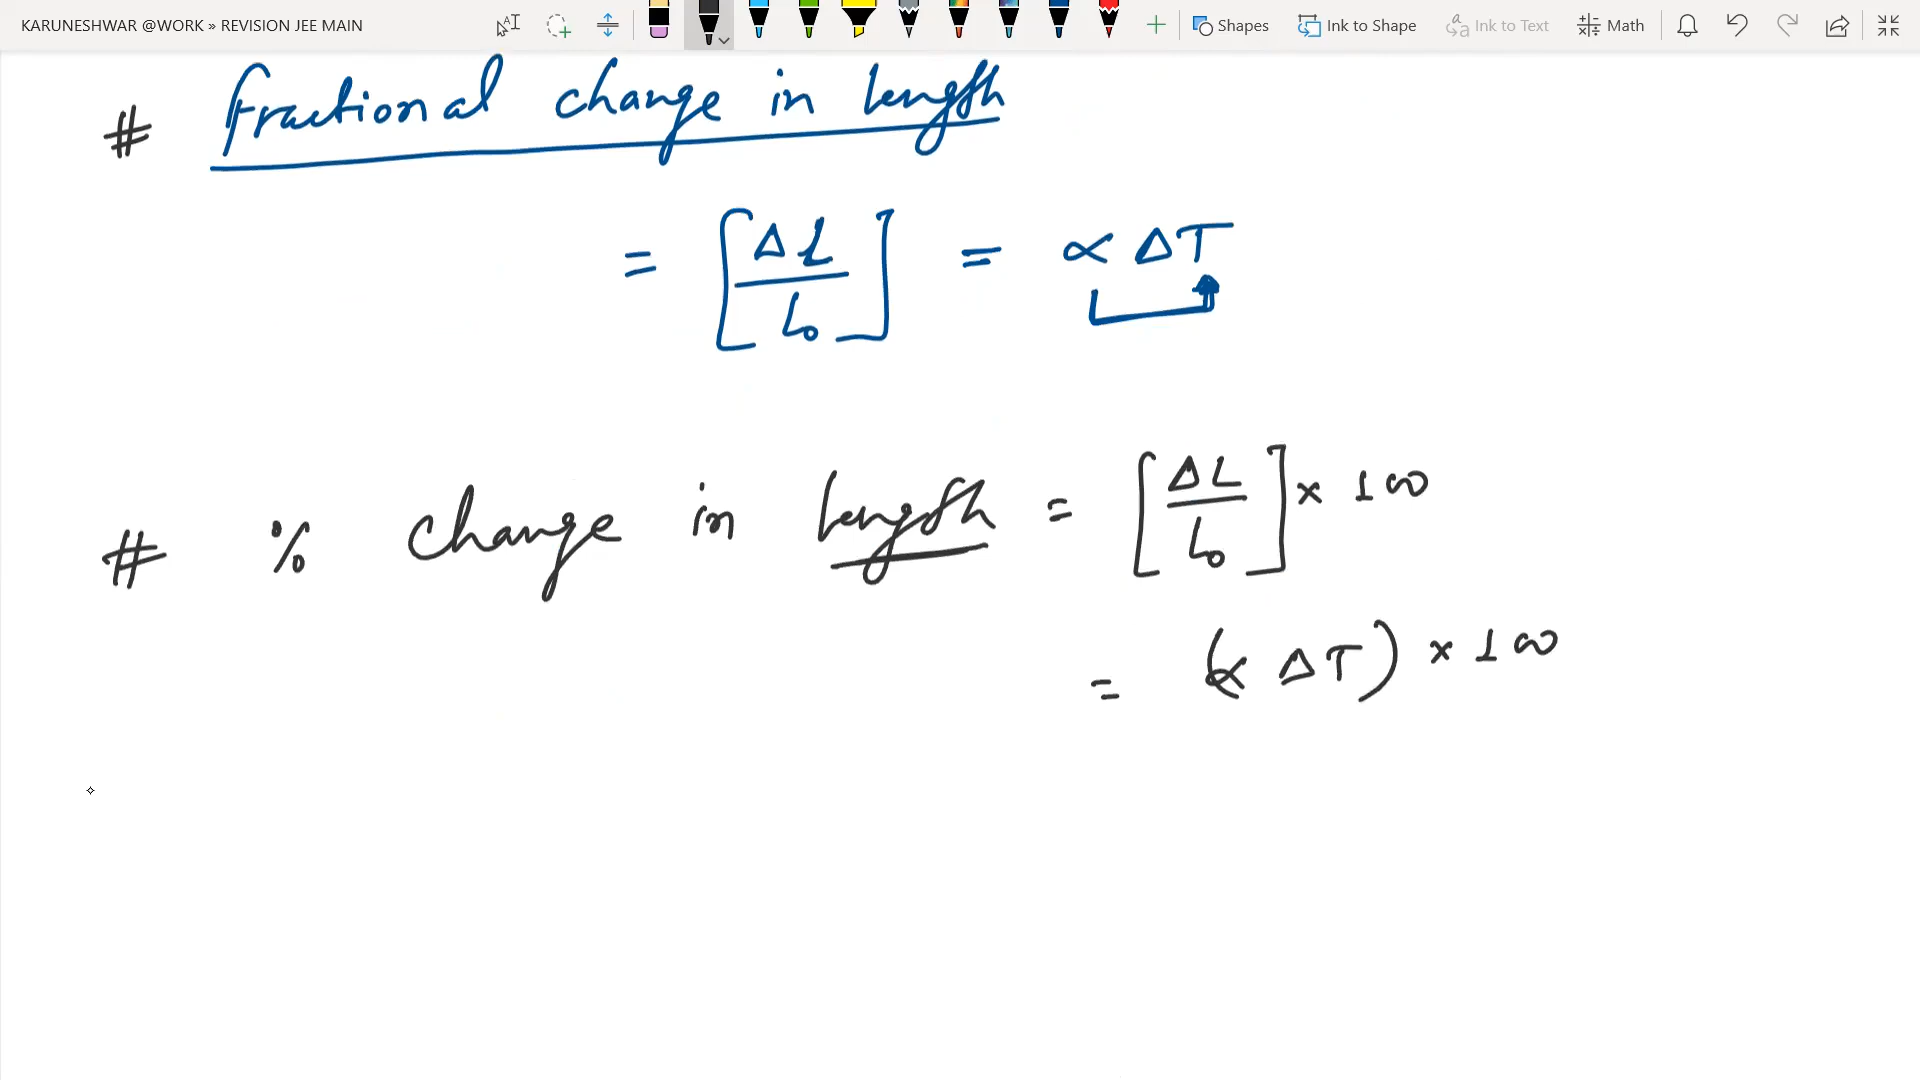 KARUNESHWAR @WORK » REVISION JEE MAIN Shapes Ink to Shape Ink to Text Math
# fractional change in length
= [ΔL / L₀] = ∝ ΔT
# % change in length = [ΔL / L₀] × 100
= (∝ ΔT) × 100